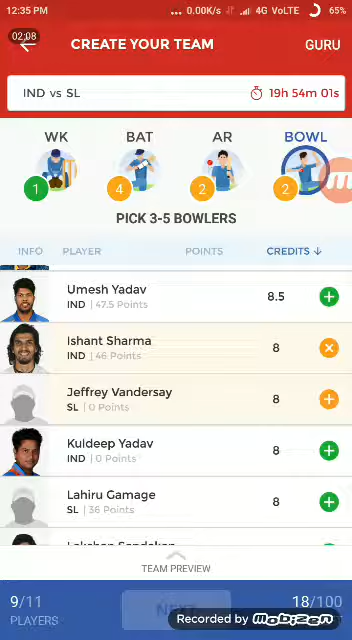 12:35 PM ... 0.00K/s 4G VoLTE 65%
02:08
CREATE YOUR TEAM
GURU
IND vs SL 19h 54m 01s
WK BAT AR BOWL
1 4 2 2
PICK 3-5 BOWLERS
INFO PLAYER POINTS CREDITS ↓
Umesh Yadav
IND | 47.5 Points
8.5
Ishant Sharma
IND | 46 Points
8
Jeffrey Vandersay
SL | 0 Points
8
Kuldeep Yadav
IND | 0 Points
8
Lahiru Gamage
SL | 36 Points
8
TEAM PREVIEW
9/11
PLAYERS
NEXT
18/100
Recorded by MOBIZEN